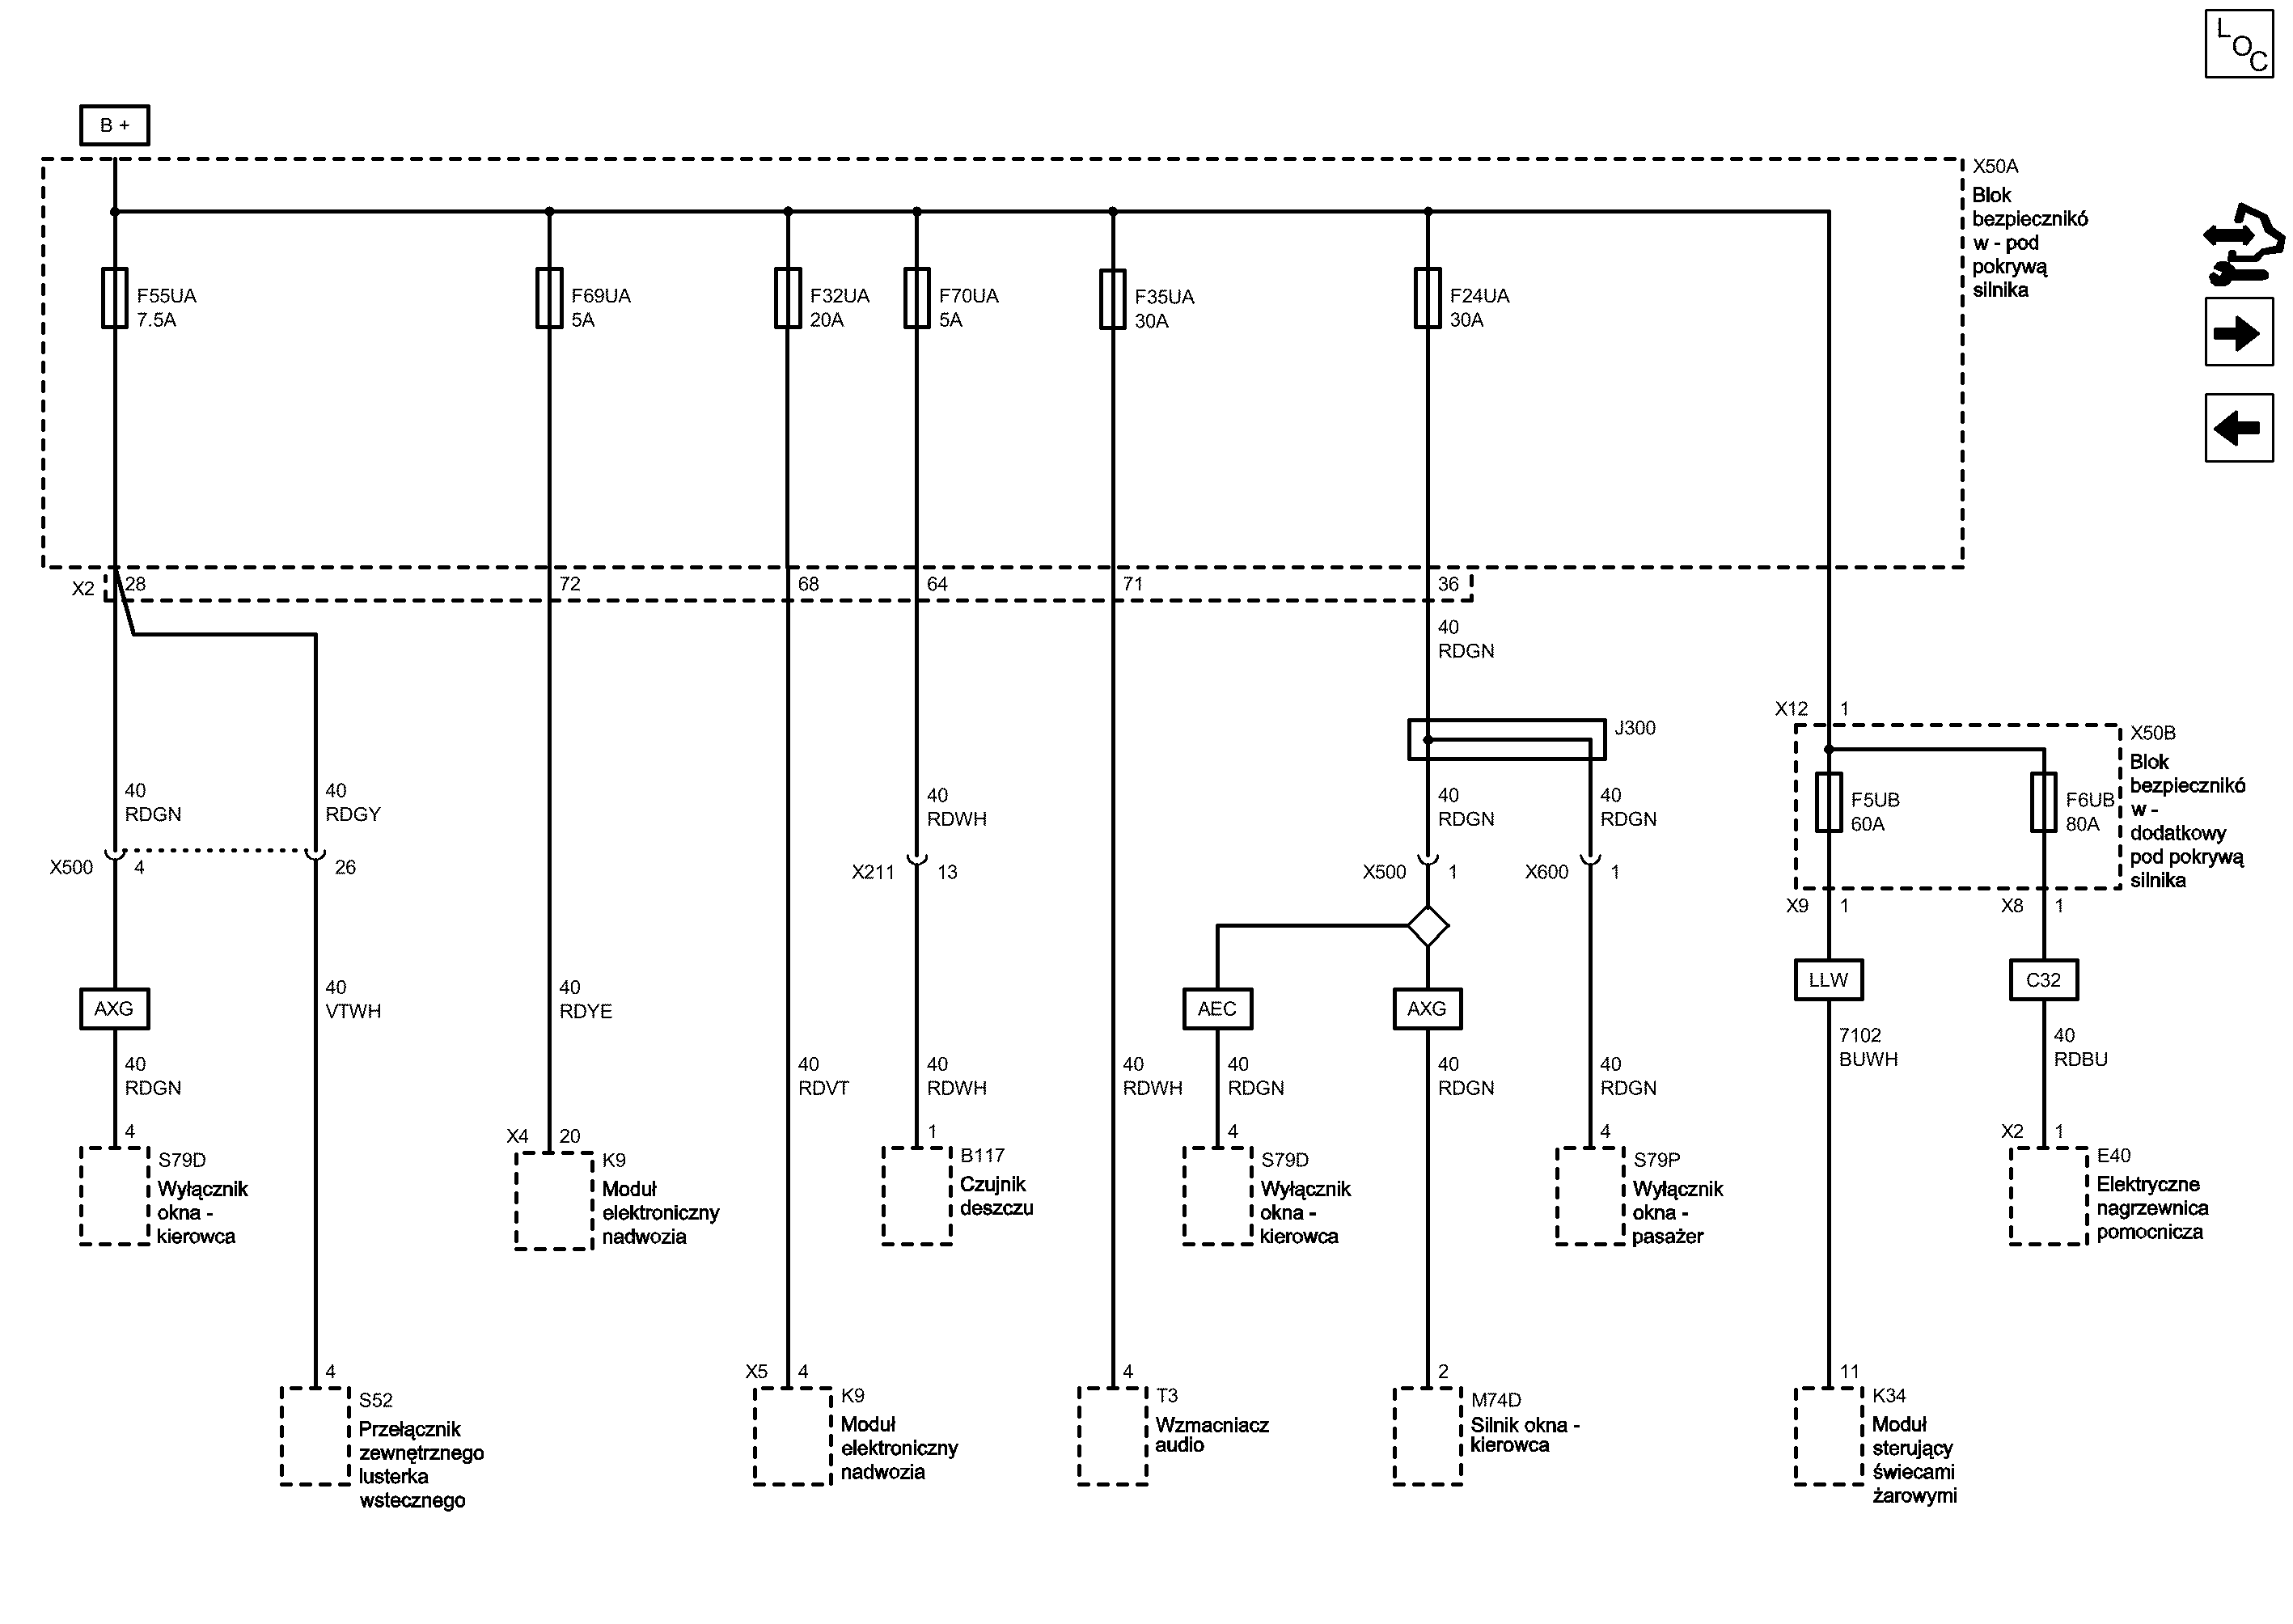 L
O
C
B +
X50A
Blok
bezpiecznikó
w - pod
pokrywą
silnika
F55UA
7.5A
F69UA
5A
F32UA
20A
F70UA
5A
F35UA
30A
F24UA
30A
X2
28
72
68
64
71
36
40
RDGN
J300
X12
1
X50B
Blok
bezpiecznikó
w -
dodatkowy
pod pokrywą
silnika
F5UB
60A
F6UB
80A
40
RDGN
40
RDGY
40
RDWH
40
RDGN
40
RDGN
X500
4
26
X211
13
X500
1
X600
1
X9
1
X8
1
AXG
40
VTWH
40
RDYE
AEC
AXG
LLW
C32
40
RDGN
40
RDVT
40
RDWH
40
RDWH
40
RDGN
40
RDGN
40
RDGN
7102
BUWH
40
RDBU
4
S79D
Wyłącznik
okna -
kierowca
X4
20
K9
Moduł
elektroniczny
nadwozia
1
B117
Czujnik
deszczu
4
S79D
Wyłącznik
okna -
kierowca
4
S79P
Wyłącznik
okna -
pasażer
X2
1
E40
Elektryczne
nagrzewnica
pomocnicza
4
S52
Przełącznik
zewnętrznego
lusterka
wstecznego
X5
4
K9
Moduł
elektroniczny
nadwozia
4
T3
Wzmacniacz
audio
2
M74D
Silnik okna -
kierowca
11
K34
Moduł
sterujący
świecami
żarowymi